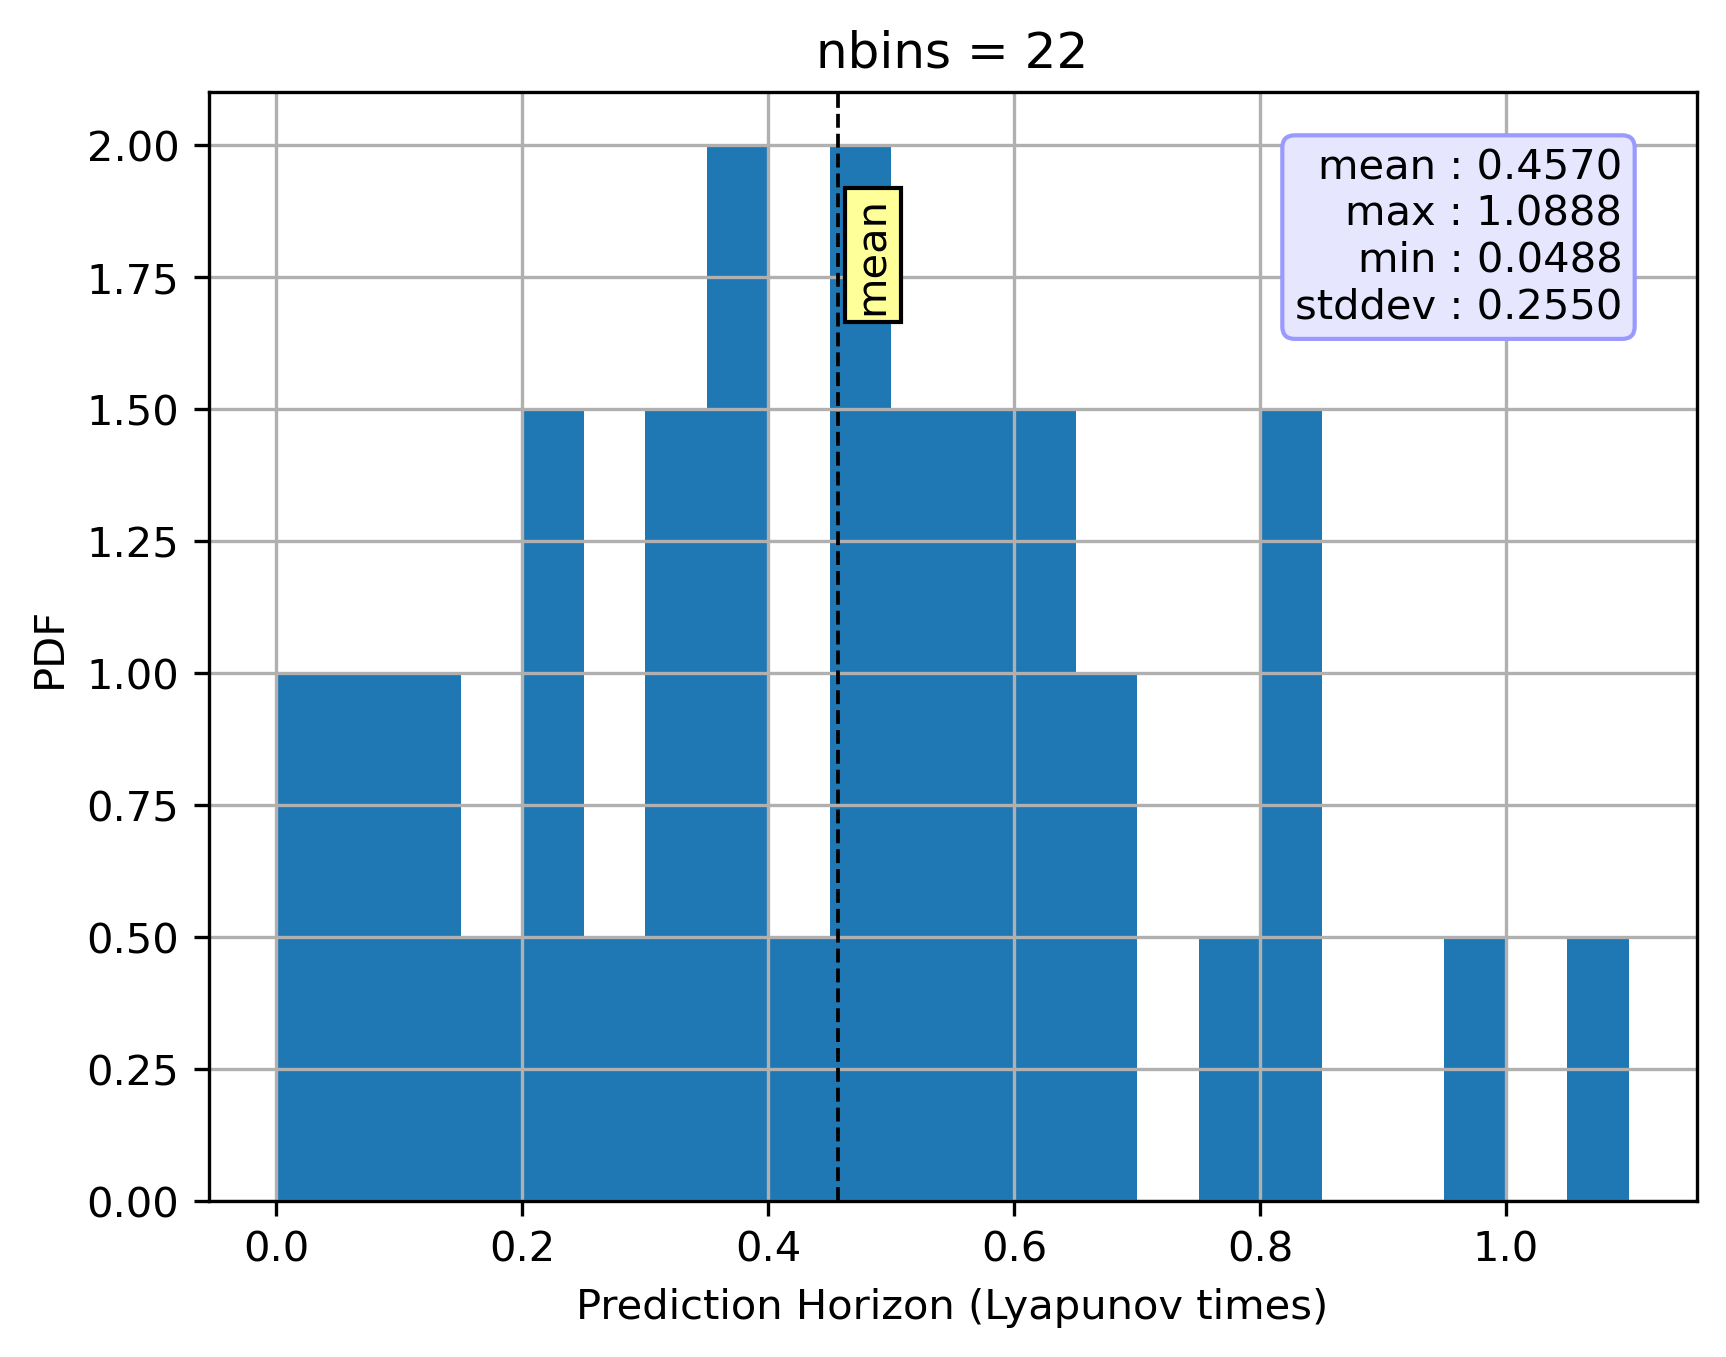 nbins = 22
2.00
1.75
1.50
1.25
1.00
0.75
0.50
0.25
0.00
PDF
mean
mean : 0.4570
max : 1.0888
min : 0.0488
stddev : 0.2550
0.0 0.2 0.4 0.6 0.8 1.0
Prediction Horizon (Lyapunov times)